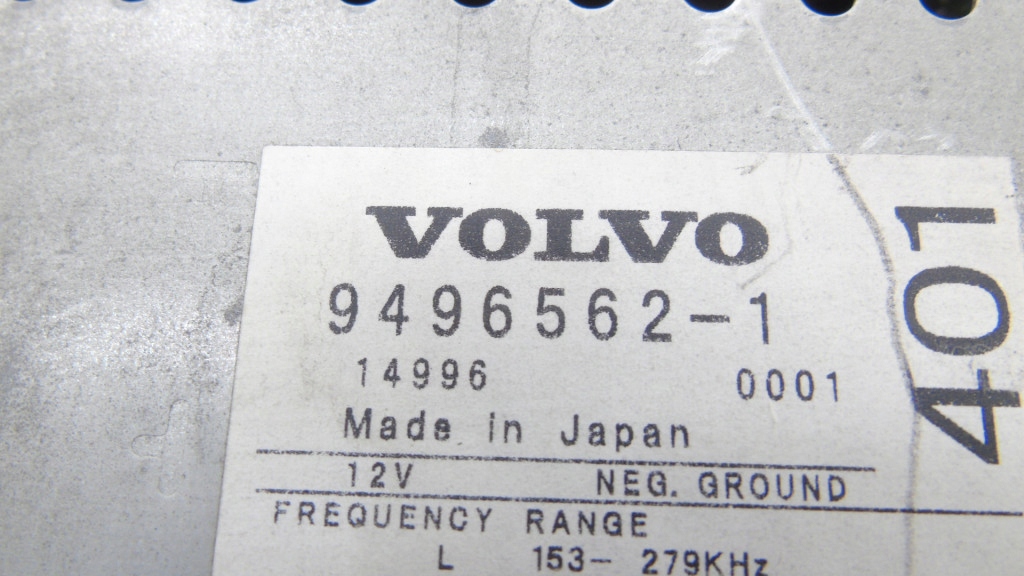 VOLVO
9496562-1
14996 0001
Made in Japan
12V NEG. GROUND
FREQUENCY RANGE
L 153- 279KHz
401